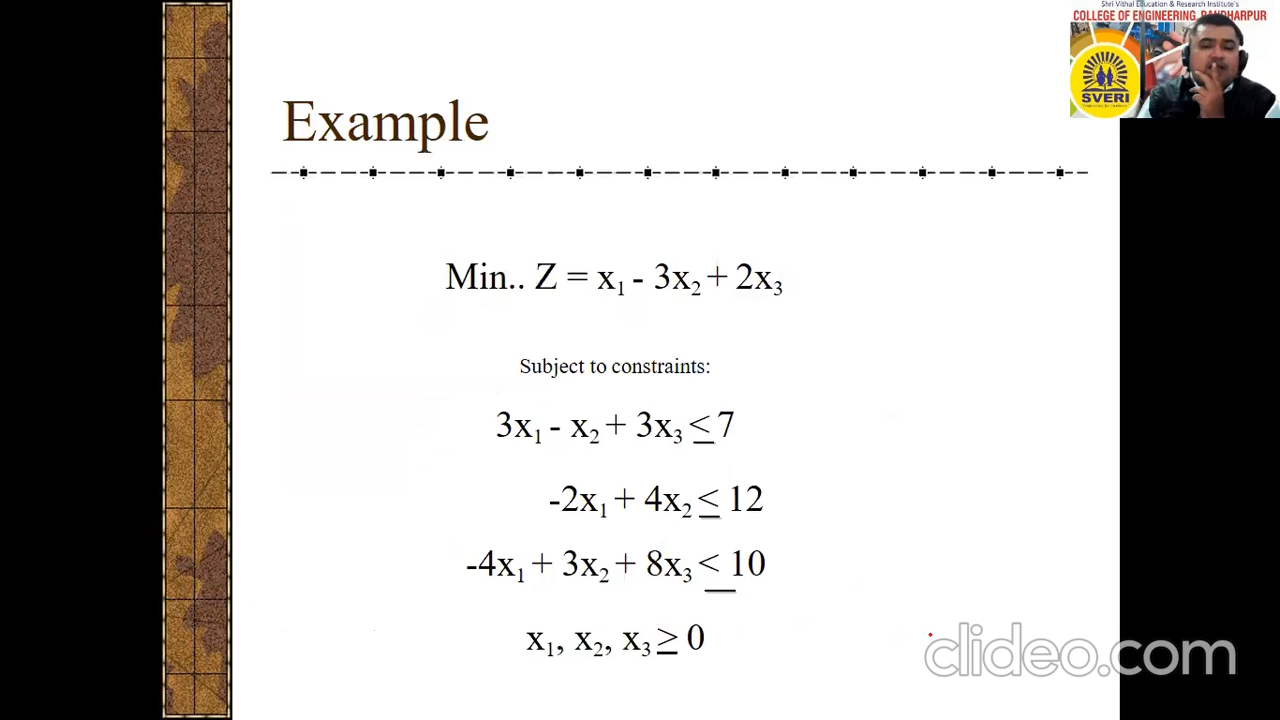 Shri Vithal Education & Research Institute's
COLLEGE OF ENGINEERING, PANDHARPUR
SVERI
Example
Min.. Z = x₁ - 3x₂ + 2x₃
Subject to constraints:
3x₁ - x₂ + 3x₃ ≤ 7
-2x₁ + 4x₂ ≤ 12
-4x₁ + 3x₂ + 8x₃ ≤ 10
x₁, x₂, x₃ ≥ 0
clideo.com